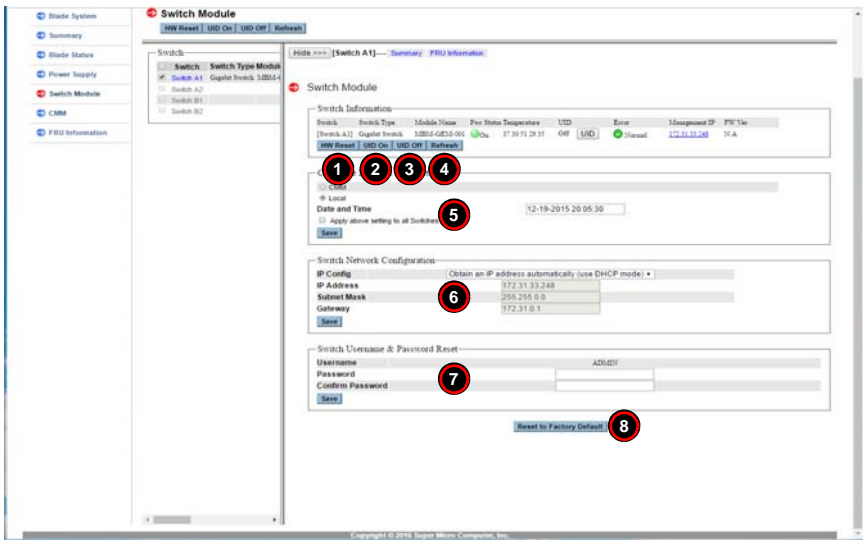 Blade System
Summary
Blade Status
Power Supply
Switch Module
CMM
FRU Information
Switch Module
HW Reset UID On UID Off Refresh
Switch
Switch Switch Type Module
Switch A1 Gigabit Switch MBM-G
Switch A2
Switch B1
Switch B2
Hide >>> [Switch A1]---- Summary FRU Information
Switch Module
Switch Information
Switch Switch Type Module Name Pwr Status Temperature UID Error Management IP FW Ver
[Switch A1] Gigabit Switch MBM-GEM-001 On Off UID Normal 172.31.33.248 N/A
HW Reset UID On UID Off Refresh
1 2 3 4
CMM
Local
Date and Time 12-19-2015 20:05:30
Apply above setting to all Switches
5
Save
Switch Network Configuration
IP Config Obtain an IP address automatically (use DHCP mode)
IP Address 172.31.33.248
Subnet Mask 255.255.0.0
6
Gateway 172.31.0.1
Save
Switch Username & Password Reset
Username ADMIN
Password
7
Confirm Password
Save
Reset to Factory Default 8
Copyright © 2016 Super Micro Computer, Inc.